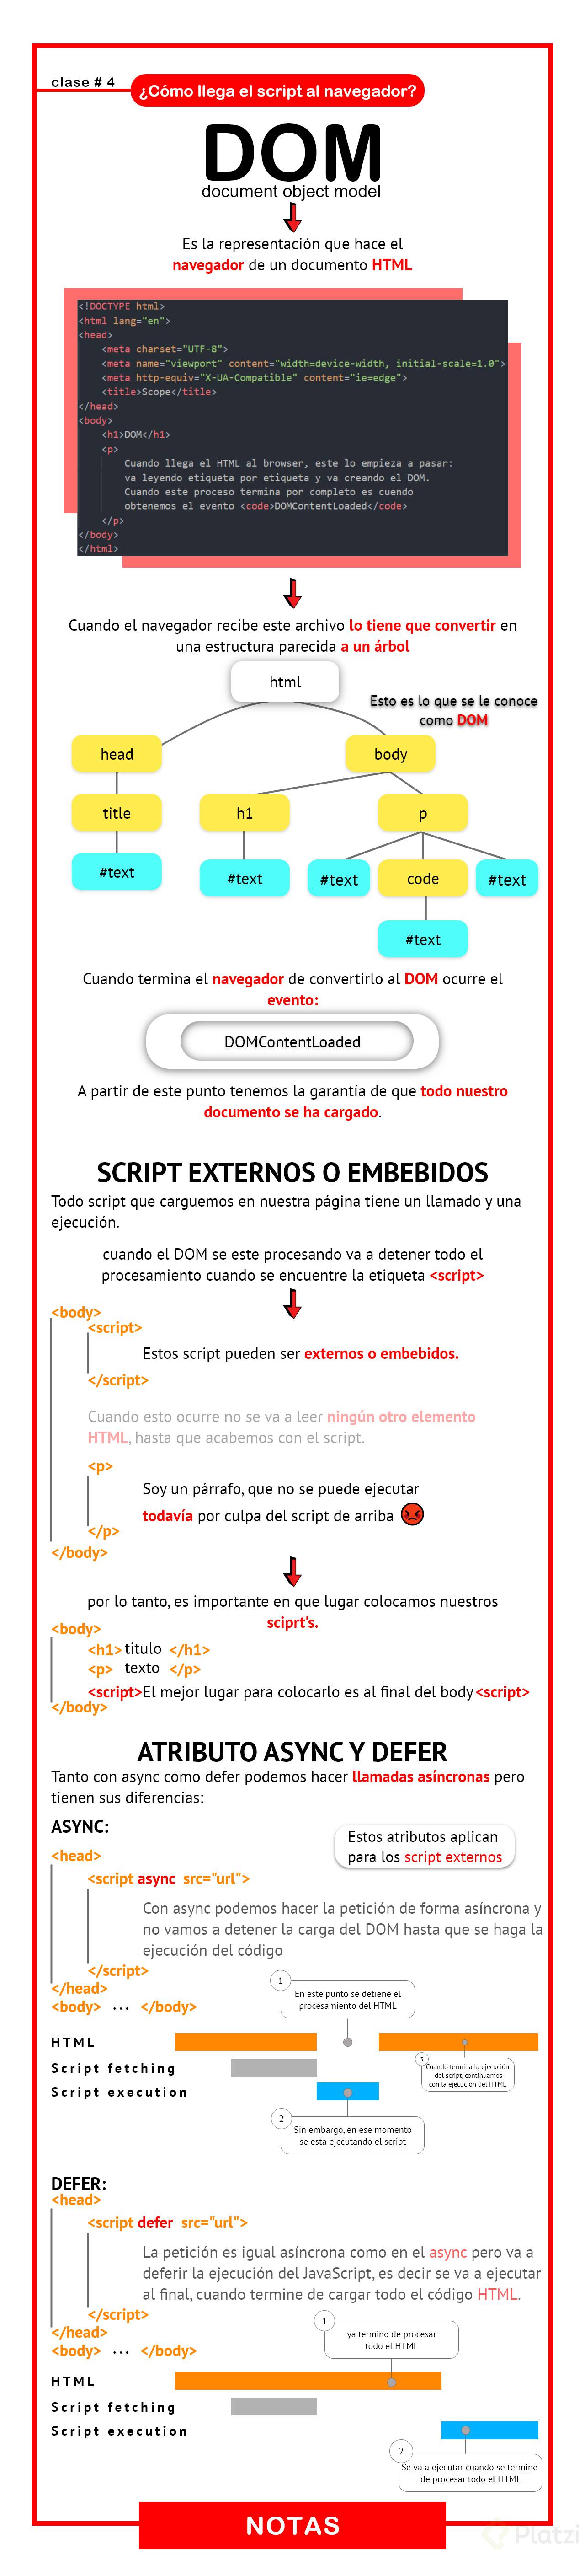 clase # 4
¿Cómo llega el script al navegador?
DOM
document object model
Es la representación que hace el
navegador de un documento HTML
<!DOCTYPE html>
<html lang="en">
<head>
<meta charset="UTF-8">
<meta name="viewport" content="width=device-width, initial-scale=1.0">
<meta http-equiv="X-UA-Compatible" content="ie=edge">
<title>Scope</title>
</head>
<body>
<h1>DOM</h1>
<p>
Cuando llega el HTML al browser, este lo empieza a pasar:
va leyendo etiqueta por etiqueta y va creando el DOM.
Cuando este proceso termina por completo es cuendo
obtenemos el evento <code>DOMContentLoaded</code>
</p>
</body>
</html>
Cuando el navegador recibe este archivo lo tiene que convertir en
una estructura parecida a un árbol
html
Esto es lo que se le conoce
como DOM
head
body
title
h1
p
#text
#text
#text
code
#text
#text
Cuando termina el navegador de convertirlo al DOM ocurre el
evento:
DOMContentLoaded
A partir de este punto tenemos la garantía de que todo nuestro
documento se ha cargado.
SCRIPT EXTERNOS O EMBEBIDOS
Todo script que carguemos en nuestra página tiene un llamado y una
ejecución.
cuando el DOM se este procesando va a detener todo el
procesamiento cuando se encuentre la etiqueta <script>
<body>
<script>
Estos script pueden ser externos o embebidos.
</script>
Cuando esto ocurre no se va a leer ningún otro elemento
HTML, hasta que acabemos con el script.
<p>
Soy un párrafo, que no se puede ejecutar
todavía por culpa del script de arriba
</p>
</body>
por lo tanto, es importante en que lugar colocamos nuestros
sciprt's.
<body>
<h1> titulo </h1>
<p> texto </p>
<script>El mejor lugar para colocarlo es al final del body<script>
</body>
ATRIBUTO ASYNC Y DEFER
Tanto con async como defer podemos hacer llamadas asíncronas pero
tienen sus diferencias:
ASYNC:
Estos atributos aplican
para los script externos
<head>
<script async src="url">
Con async podemos hacer la petición de forma asíncrona y
no vamos a detener la carga del DOM hasta que se haga la
ejecución del código
</script>
</head>
<body> ... </body>
1
En este punto se detiene el
procesamiento del HTML
HTML
Script fetching
3
Cuando termina la ejecución
del script, continuamos
con la ejecución del HTML
Script execution
2
Sin embargo, en ese momento
se esta ejecutando el script
DEFER:
<head>
<script defer src="url">
La petición es igual asíncrona como en el async pero va a
deferir la ejecución del JavaScript, es decir se va a ejecutar
al final, cuando termine de cargar todo el código HTML.
</script>
</head>
<body> ... </body>
1
ya termino de procesar
todo el HTML
HTML
Script fetching
Script execution
2
Se va a ejecutar cuando se termine
de procesar todo el HTML
NOTAS
Platzi